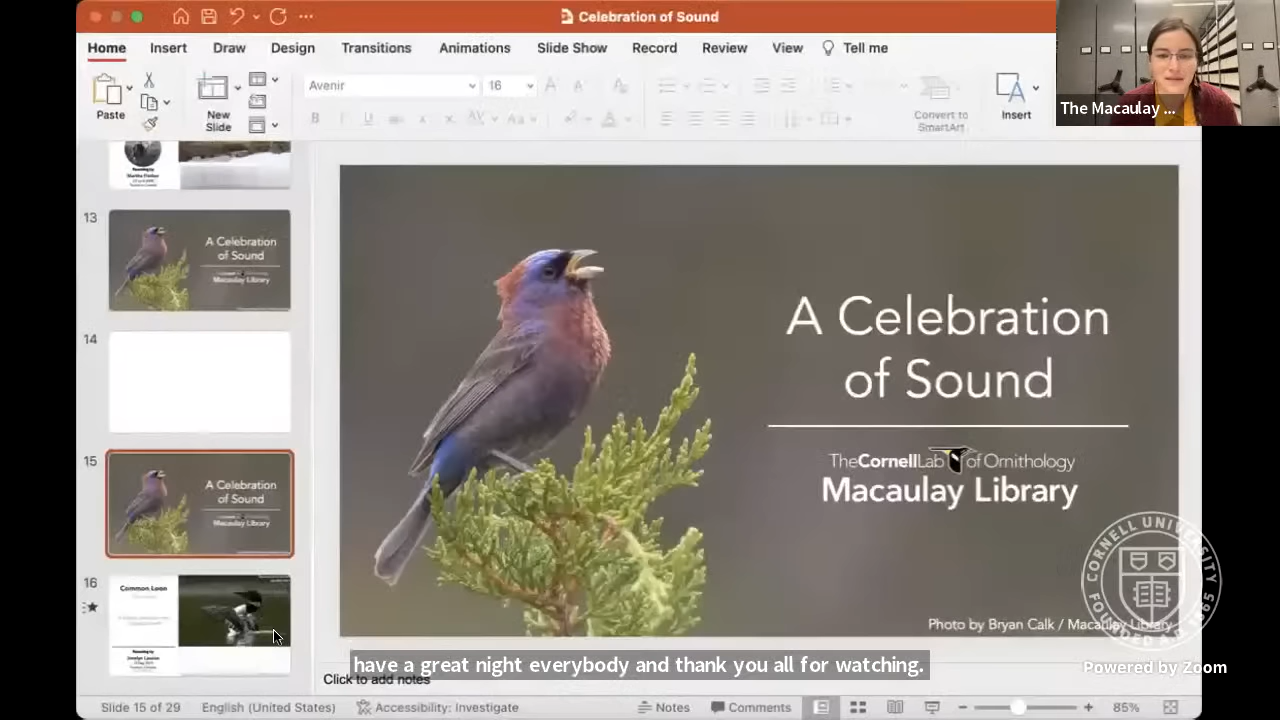 Celebration of Sound
Home Insert Draw Design Transitions Animations Slide Show Record Review View Tell me
Paste
New
Slide
Avenir
16
Convert to
SmartArt
Insert
The Macaulay ...
13
A Celebration
of Sound
Macaulay Library
14
15
A Celebration
of Sound
Macaulay Library
16
Common Loon
A Celebration
of Sound
TheCornellLab of Ornithology
Macaulay Library
Photo by Bryan Calk / Macaulay Library
CORNELL UNIVERSITY
FOUNDED A.D. 1865
Powered by Zoom
have a great night everybody and thank you all for watching.
Click to add notes
Slide 15 of 29 English (United States) Accessibility: Investigate Notes Comments 85%